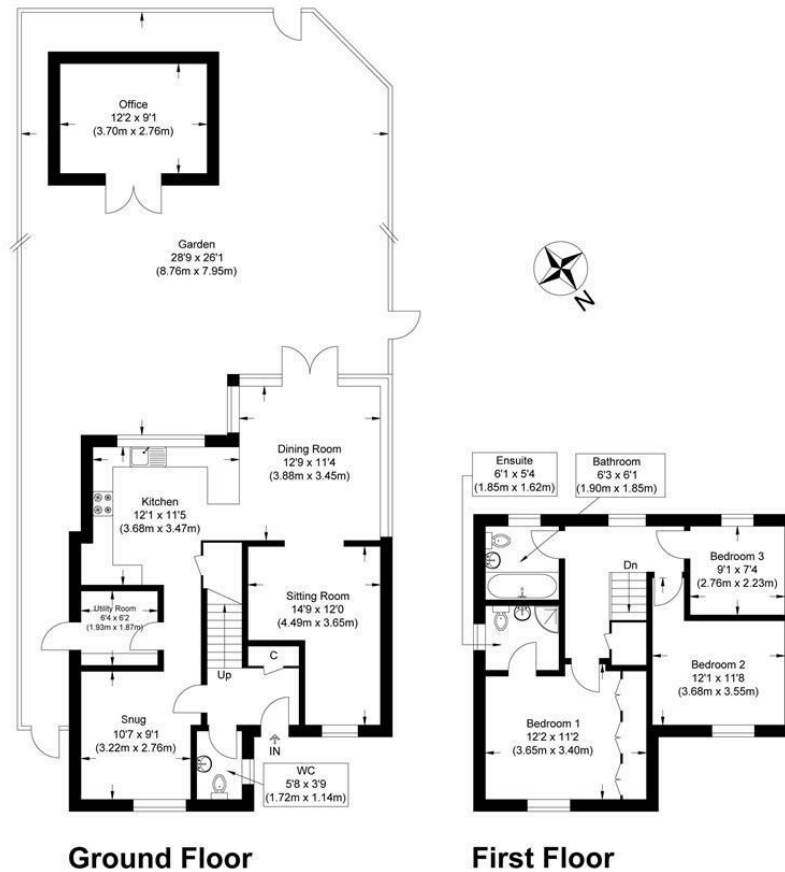 Office
12'2 x 9'1
(3.70m x 2.76m)
Garden
28'9 x 26'1
(8.76m x 7.95m)
N
Dining Room
12'9 x 11'4
(3.88m x 3.45m)
Kitchen
12'1 x 11'5
(3.68m x 3.47m)
Utility Room
6'4 x 6'2
(1.93m x 1.87m)
Sitting Room
14'9 x 12'0
(4.49m x 3.65m)
C
Up
Snug
10'7 x 9'1
(3.22m x 2.76m)
IN
WC
5'8 x 3'9
(1.72m x 1.14m)
Ground Floor
Ensuite
6'1 x 5'4
(1.85m x 1.62m)
Bathroom
6'3 x 6'1
(1.90m x 1.85m)
Dn
Bedroom 3
9'1 x 7'4
(2.76m x 2.23m)
Bedroom 2
12'1 x 11'8
(3.68m x 3.55m)
Bedroom 1
12'2 x 11'2
(3.65m x 3.40m)
First Floor